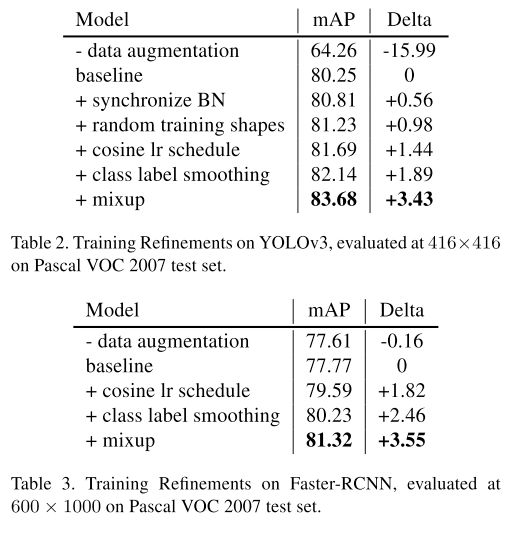 Model mAP Delta
- data augmentation 64.26 -15.99
baseline 80.25 0
+ synchronize BN 80.81 +0.56
+ random training shapes 81.23 +0.98
+ cosine lr schedule 81.69 +1.44
+ class label smoothing 82.14 +1.89
+ mixup 83.68 +3.43
Table 2. Training Refinements on YOLOv3, evaluated at 416×416
on Pascal VOC 2007 test set.
Model mAP Delta
- data augmentation 77.61 -0.16
baseline 77.77 0
+ cosine lr schedule 79.59 +1.82
+ class label smoothing 80.23 +2.46
+ mixup 81.32 +3.55
Table 3. Training Refinements on Faster-RCNN, evaluated at
600 × 1000 on Pascal VOC 2007 test set.